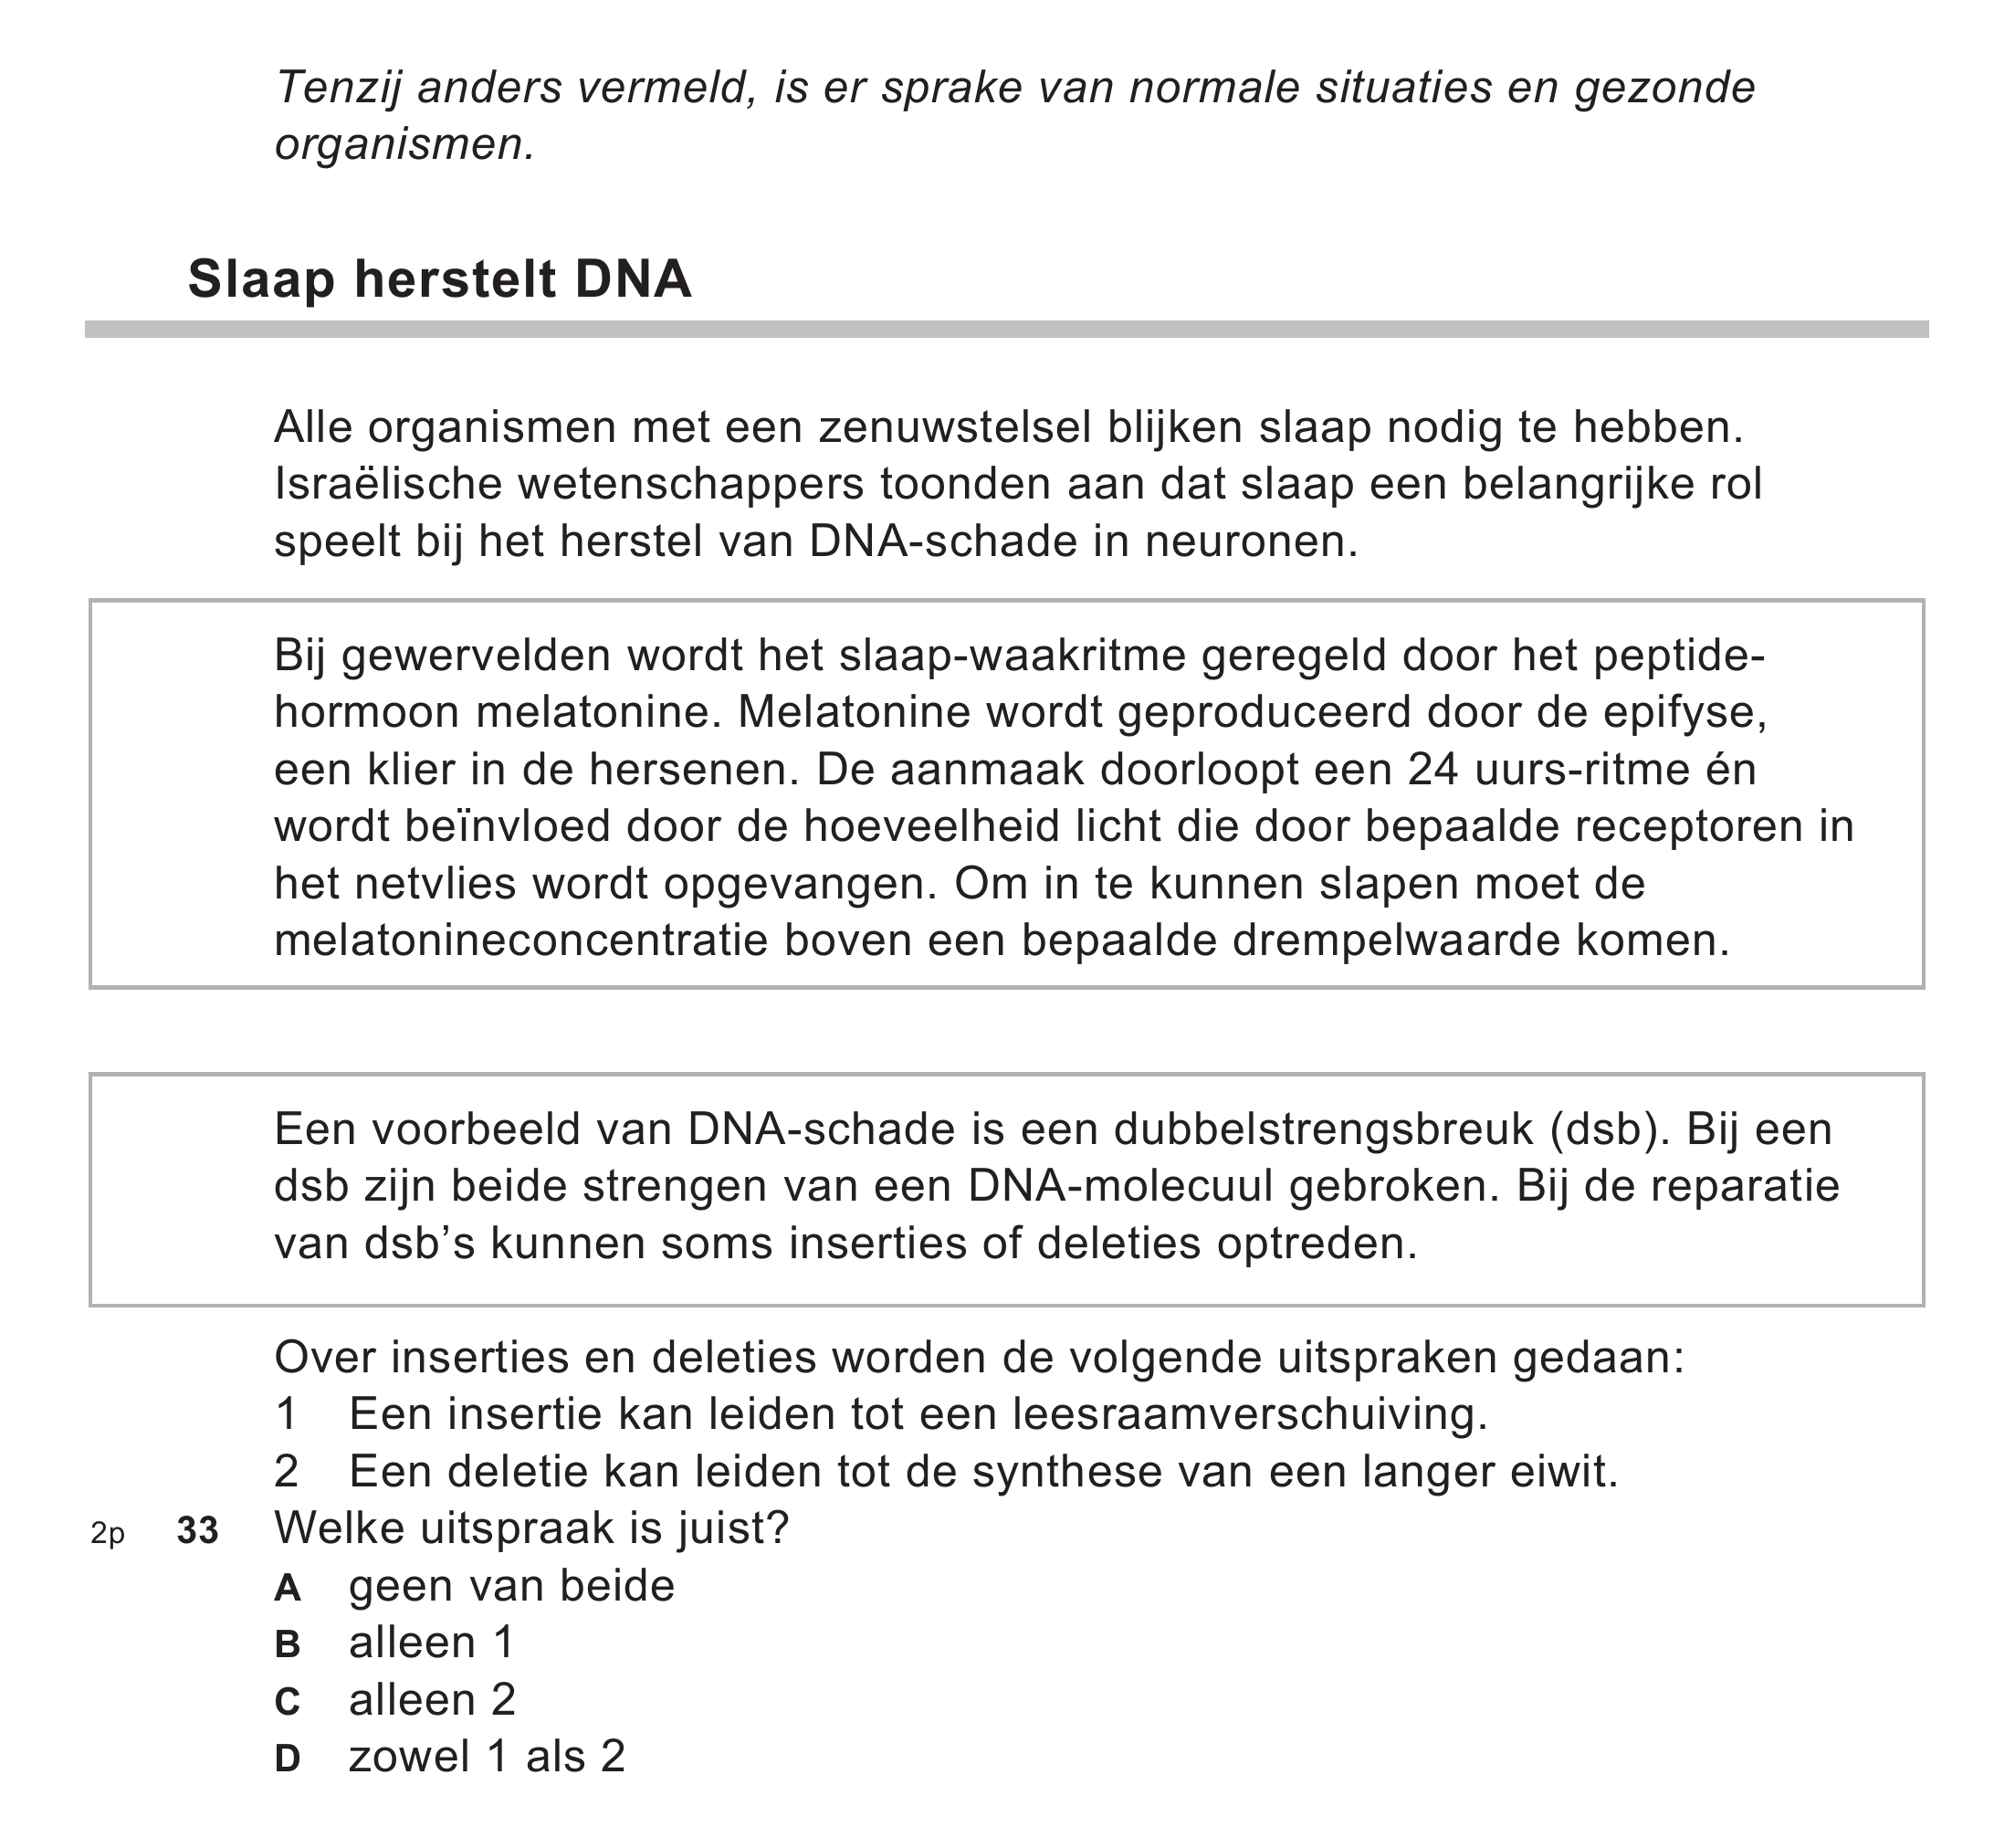 Tenzij anders vermeld, is er sprake van normale situaties en gezonde
organismen.
Slaap herstelt DNA
Alle organismen met een zenuwstelsel blijken slaap nodig te hebben.
Israëlische wetenschappers toonden aan dat slaap een belangrijke rol
speelt bij het herstel van DNA-schade in neuronen.
Bij gewervelden wordt het slaap-waakritme geregeld door het peptide-
hormoon melatonine. Melatonine wordt geproduceerd door de epifyse,
een klier in de hersenen. De aanmaak doorloopt een 24 uurs-ritme én
wordt beïnvloed door de hoeveelheid licht die door bepaalde receptoren in
het netvlies wordt opgevangen. Om in te kunnen slapen moet de
melatonineconcentratie boven een bepaalde drempelwaarde komen.
Een voorbeeld van DNA-schade is een dubbelstrengsbreuk (dsb). Bij een
dsb zijn beide strengen van een DNA-molecuul gebroken. Bij de reparatie
van dsb’s kunnen soms inserties of deleties optreden.
Over inserties en deleties worden de volgende uitspraken gedaan:
1 Een insertie kan leiden tot een leesraamverschuiving.
2 Een deletie kan leiden tot de synthese van een langer eiwit.
2p 33 Welke uitspraak is juist?
A geen van beide
B alleen 1
C alleen 2
D zowel 1 als 2